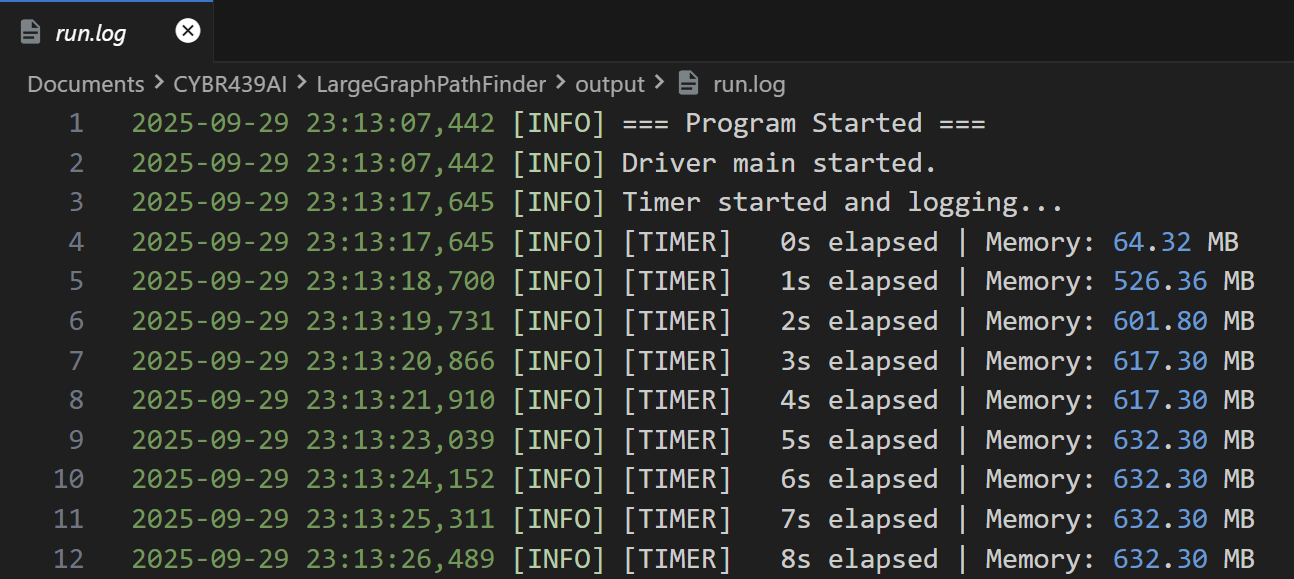 run.log
Documents > CYBR439AI > LargeGraphPathFinder > output > run.log
1 2025-09-29 23:13:07,442 [INFO] === Program Started ===
2 2025-09-29 23:13:07,442 [INFO] Driver main started.
3 2025-09-29 23:13:17,645 [INFO] Timer started and logging...
4 2025-09-29 23:13:17,645 [INFO] [TIMER]   0s elapsed | Memory: 64.32 MB
5 2025-09-29 23:13:18,700 [INFO] [TIMER]   1s elapsed | Memory: 526.36 MB
6 2025-09-29 23:13:19,731 [INFO] [TIMER]   2s elapsed | Memory: 601.80 MB
7 2025-09-29 23:13:20,866 [INFO] [TIMER]   3s elapsed | Memory: 617.30 MB
8 2025-09-29 23:13:21,910 [INFO] [TIMER]   4s elapsed | Memory: 617.30 MB
9 2025-09-29 23:13:23,039 [INFO] [TIMER]   5s elapsed | Memory: 632.30 MB
10 2025-09-29 23:13:24,152 [INFO] [TIMER]   6s elapsed | Memory: 632.30 MB
11 2025-09-29 23:13:25,311 [INFO] [TIMER]   7s elapsed | Memory: 632.30 MB
12 2025-09-29 23:13:26,489 [INFO] [TIMER]   8s elapsed | Memory: 632.30 MB